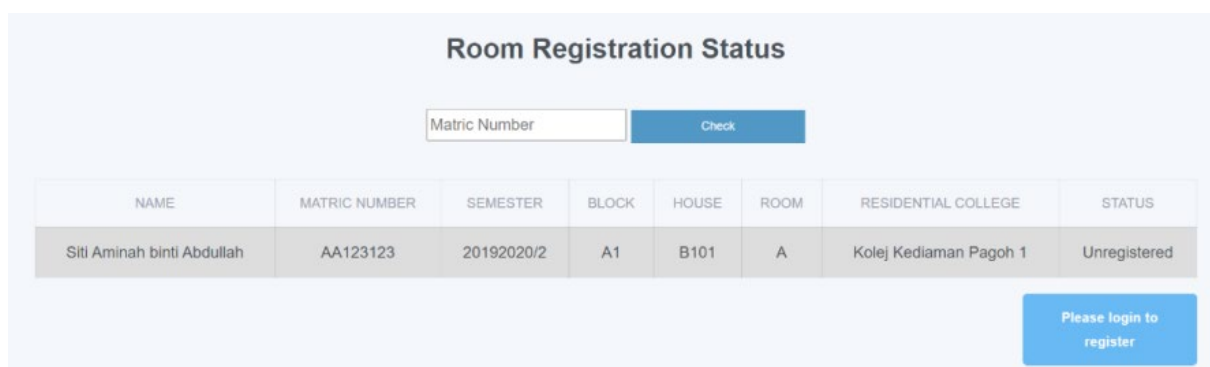 Room Registration Status
Matric Number Check
NAME MATRIC NUMBER SEMESTER BLOCK HOUSE ROOM RESIDENTIAL COLLEGE STATUS
Siti Aminah binti Abdullah AA123123 20192020/2 A1 B101 A Kolej Kediaman Pagoh 1 Unregistered
Please login to
register